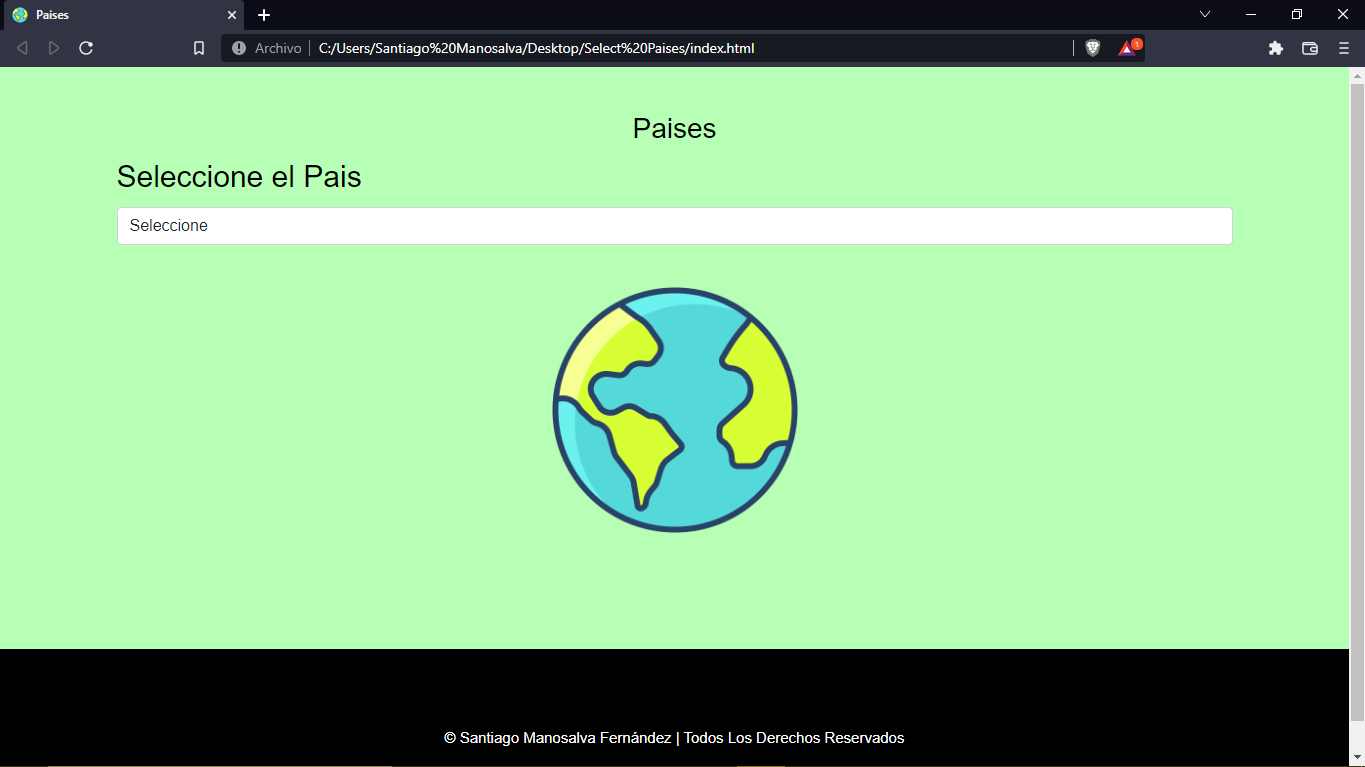 Paises
Archivo
C:/Users/Santiago%20Manosalva/Desktop/Select%20Paises/index.html
1
Paises
Seleccione el Pais
Seleccione
© Santiago Manosalva Fernández | Todos Los Derechos Reservados